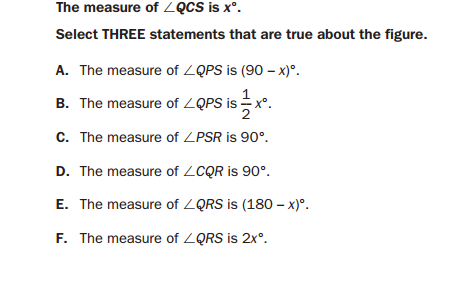 The measure of ∠QCS is x°.
Select THREE statements that are true about the figure.
A. The measure of ∠QPS is (90 – x)°.
B. The measure of ∠QPS is 1/2 x°.
C. The measure of ∠PSR is 90°.
D. The measure of ∠CQR is 90°.
E. The measure of ∠QRS is (180 – x)°.
F. The measure of ∠QRS is 2x°.